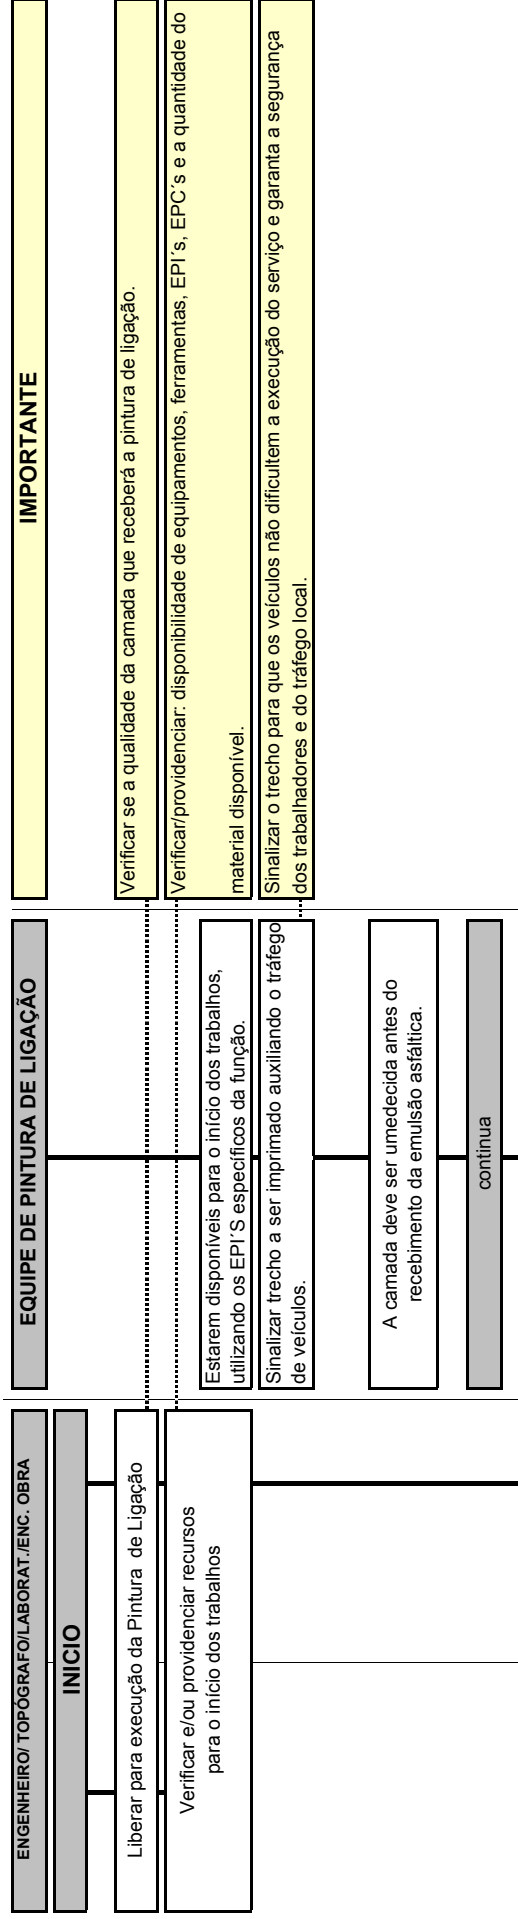 ENGENHEIRO/ TOPÓGRAFO/LABORAT./ENC. OBRA
EQUIPE DE PINTURA DE LIGAÇÃO
IMPORTANTE
INICIO
Liberar para execução da Pintura de Ligação
Verificar se a qualidade da camada que receberá a pintura de ligação.
Verificar e/ou providenciar recursos
para o início dos trabalhos
Verificar/providenciar: disponibilidade de equipamentos, ferramentas, EPI´s, EPC´s e a quantidade do
material disponível.
Estarem disponíveis para o início dos trabalhos,
utilizando os EPI´S específicos da função.
Sinalizar trecho a ser imprimado auxiliando o tráfego
de veículos.
Sinalizar o trecho para que os veículos não dificultem a execução do serviço e garanta a segurança
dos trabalhadores e do tráfego local.
A camada deve ser umedecida antes do
recebimento da emulsão asfáltica.
continua